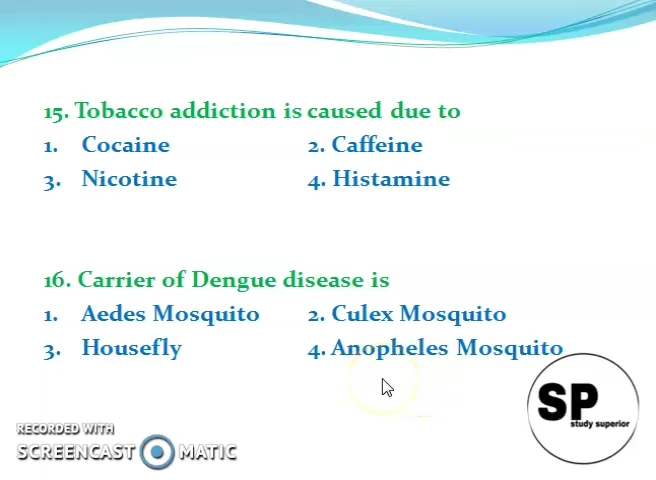 15. Tobacco addiction is caused due to
1. Cocaine 2. Caffeine
3. Nicotine 4. Histamine
16. Carrier of Dengue disease is
1. Aedes Mosquito 2. Culex Mosquito
3. Housefly 4. Anopheles Mosquito
SP
study superior
RECORDED WITH
SCREENCAST MATIC